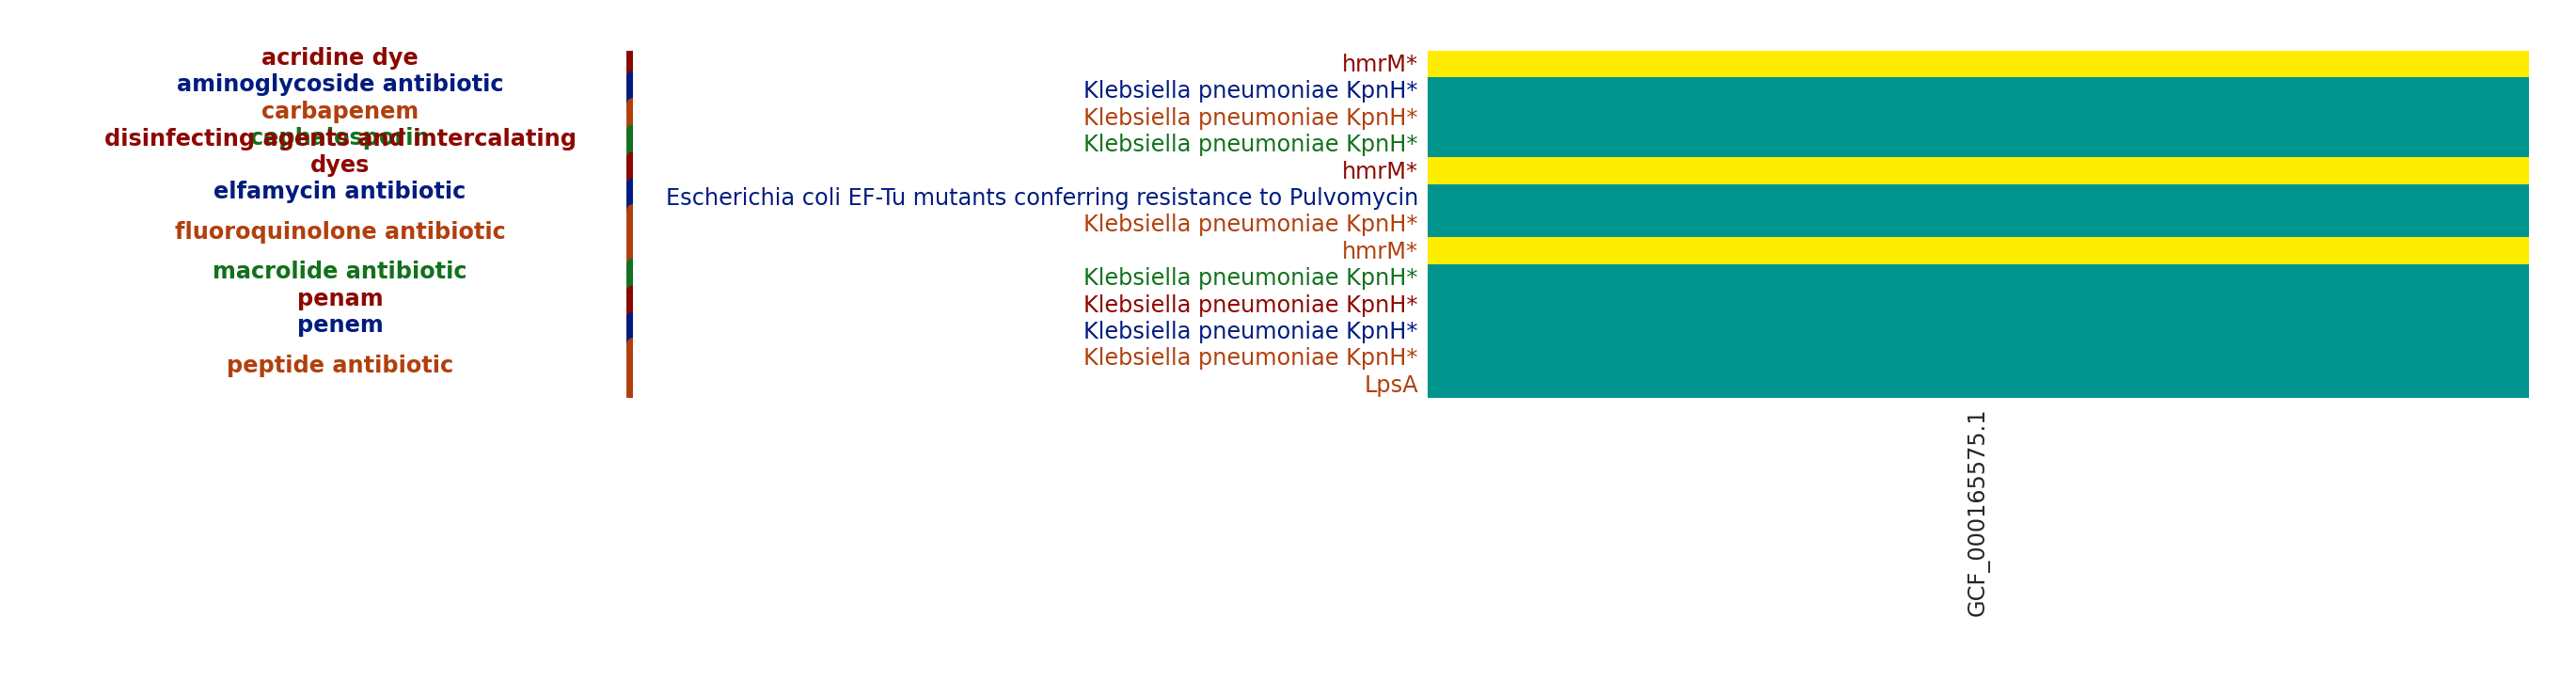 acridine dye
aminoglycoside antibiotic
carbapenem
cephalosporin
disinfecting agents and intercalating
dyes
elfamycin antibiotic
fluoroquinolone antibiotic
macrolide antibiotic
penam
penem
peptide antibiotic
hmrM*
Klebsiella pneumoniae KpnH*
Klebsiella pneumoniae KpnH*
Klebsiella pneumoniae KpnH*
hmrM*
Escherichia coli EF-Tu mutants conferring resistance to Pulvomycin
Klebsiella pneumoniae KpnH*
hmrM*
Klebsiella pneumoniae KpnH*
Klebsiella pneumoniae KpnH*
Klebsiella pneumoniae KpnH*
Klebsiella pneumoniae KpnH*
LpsA
GCF_000165575.1